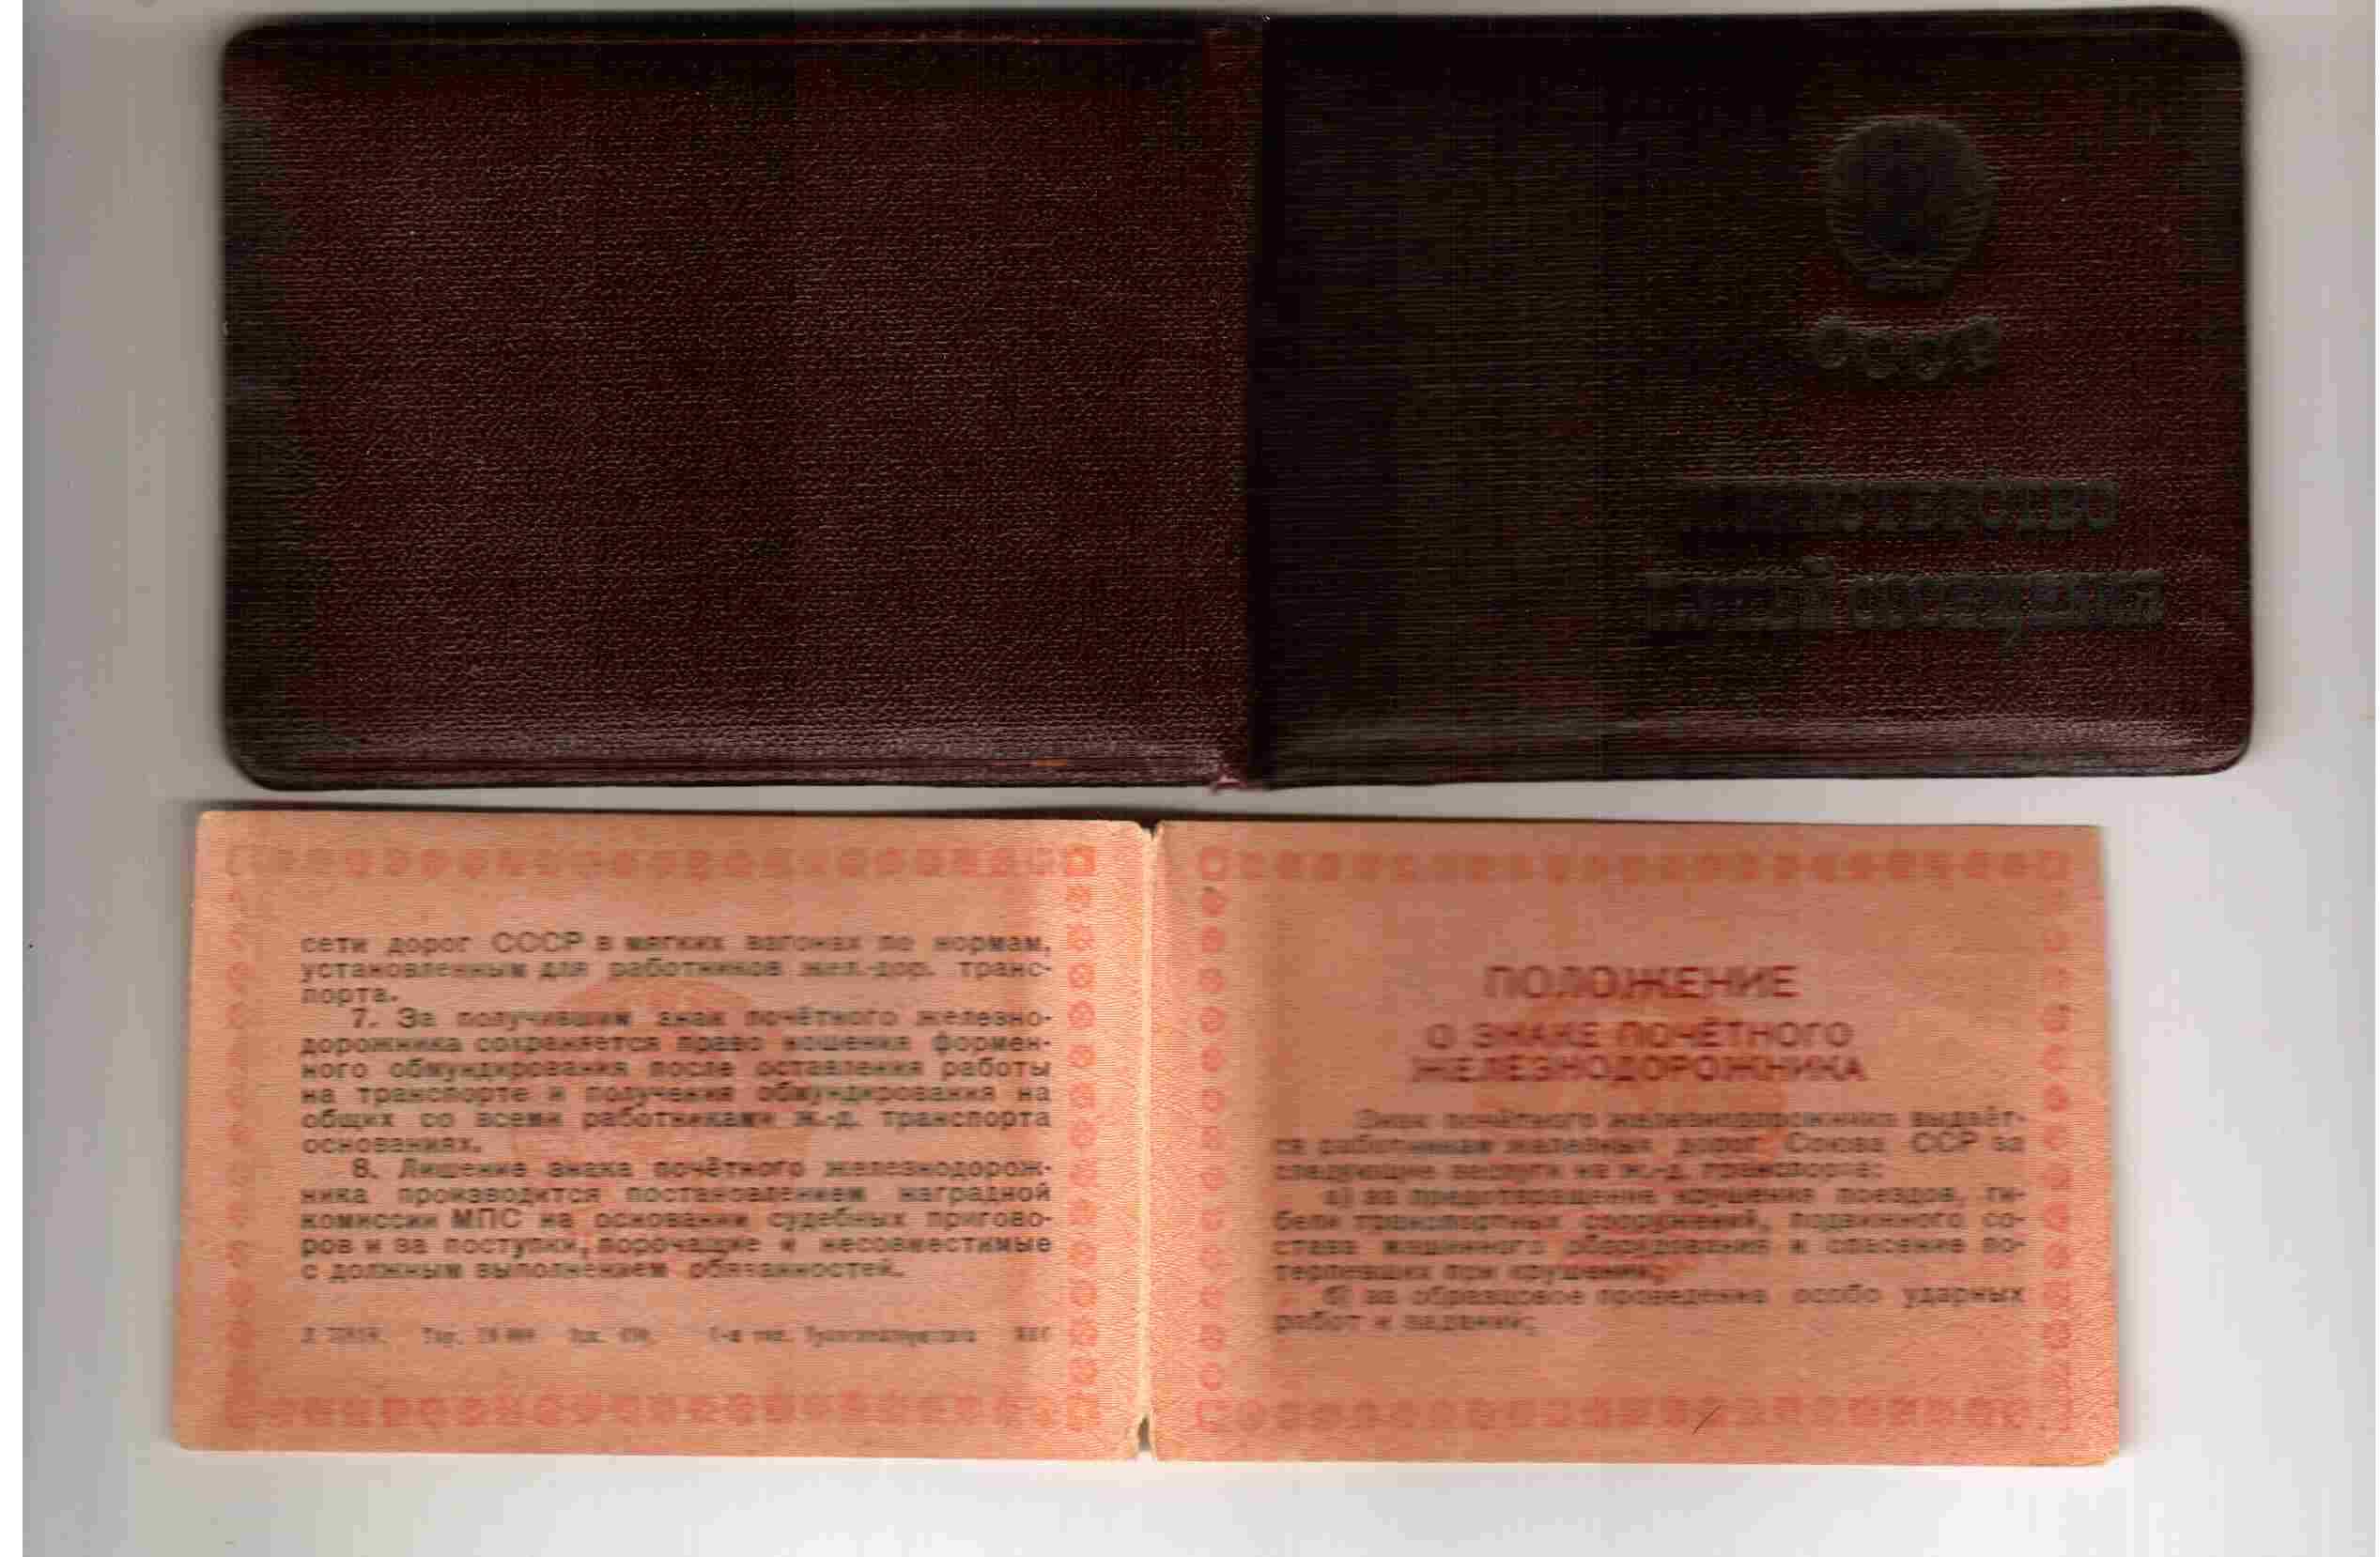 СССР
МИНИСТЕРСТВО
ПУТЕЙ СООБЩЕНИЯ
сети дорог СССР в мягких вагонах по нормам,
установленным для работников жел.-дор. транс-
порта.
7. За получившим знак почётного железно-
дорожника сохраняется право ношения формен-
ного обмундирования после оставления работы
на транспорте и получения обмундирования на
общих со всеми работниками ж.-д. транспорта
основаниях.
8. Лишение знака почётного железнодорож-
ника производится постановлением наградной
комиссии МПС на основании судебных пригово-
ров и за поступки, порочащие и несовместимые
с должным выполнением обязанностей.
ПОЛОЖЕНИЕ
О ЗНАКЕ ПОЧЁТНОГО
ЖЕЛЕЗНОДОРОЖНИКА
Знак почётного железнодорожника выдаёт-
ся работникам железных дорог Союза ССР за
следующие заслуги на ж.-д. транспорте:
а) за предотвращение крушения поездов, ги-
бели транспортных сооружений, подвижного со-
става машинного оборудования и спасение по-
терпевших при крушении;
б) за образцовое проведение особо ударных
работ и заданий;